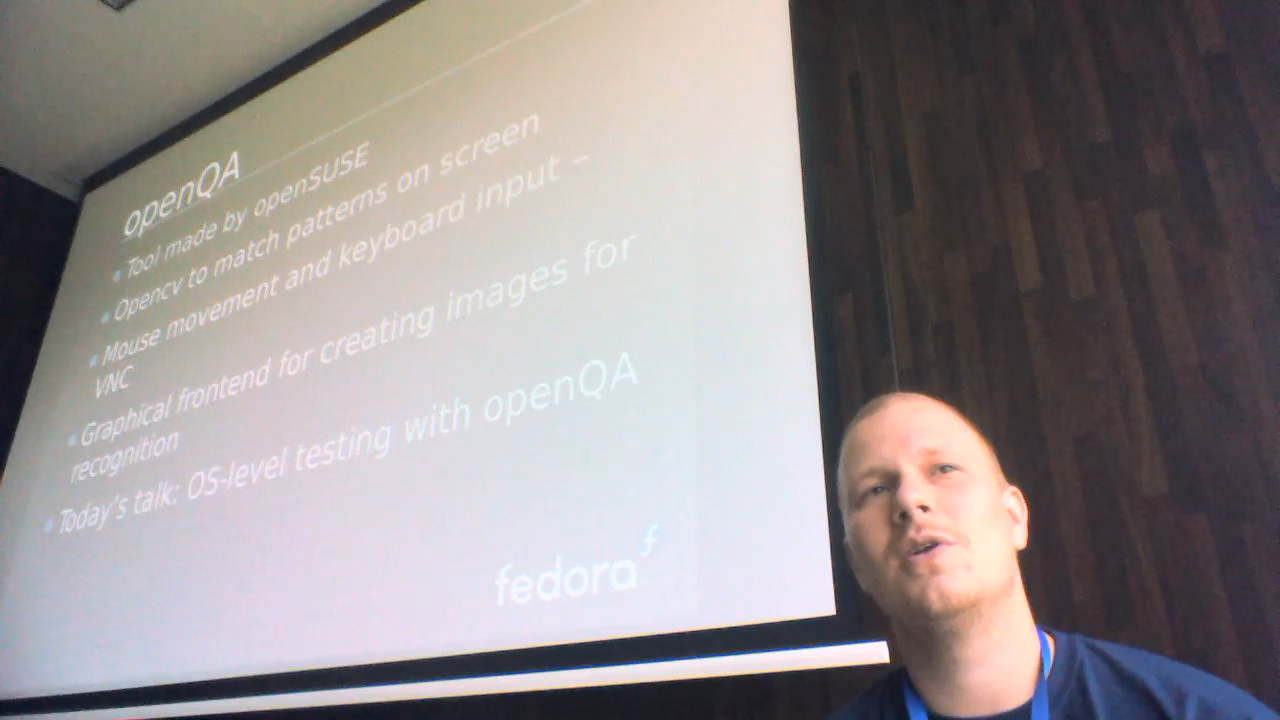 openQA
Tool made by openSUSE
Opencv to match patterns on screen
Mouse movement and keyboard input –
VNC
Graphical frontend for creating images for
recognition
Today's talk: OS-level testing with openQA
fedora f